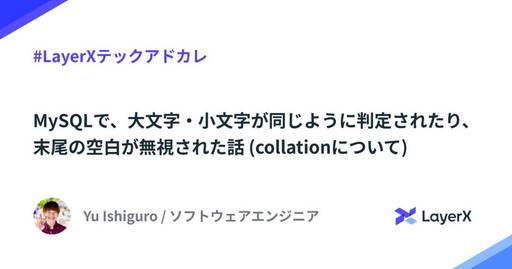 #LayerXテックアドカレ
MySQLで、大文字・小文字が同じように判定されたり、
末尾の空白が無視された話 (collationについて)
Yu Ishiguro / ソフトウェアエンジニア
LayerX